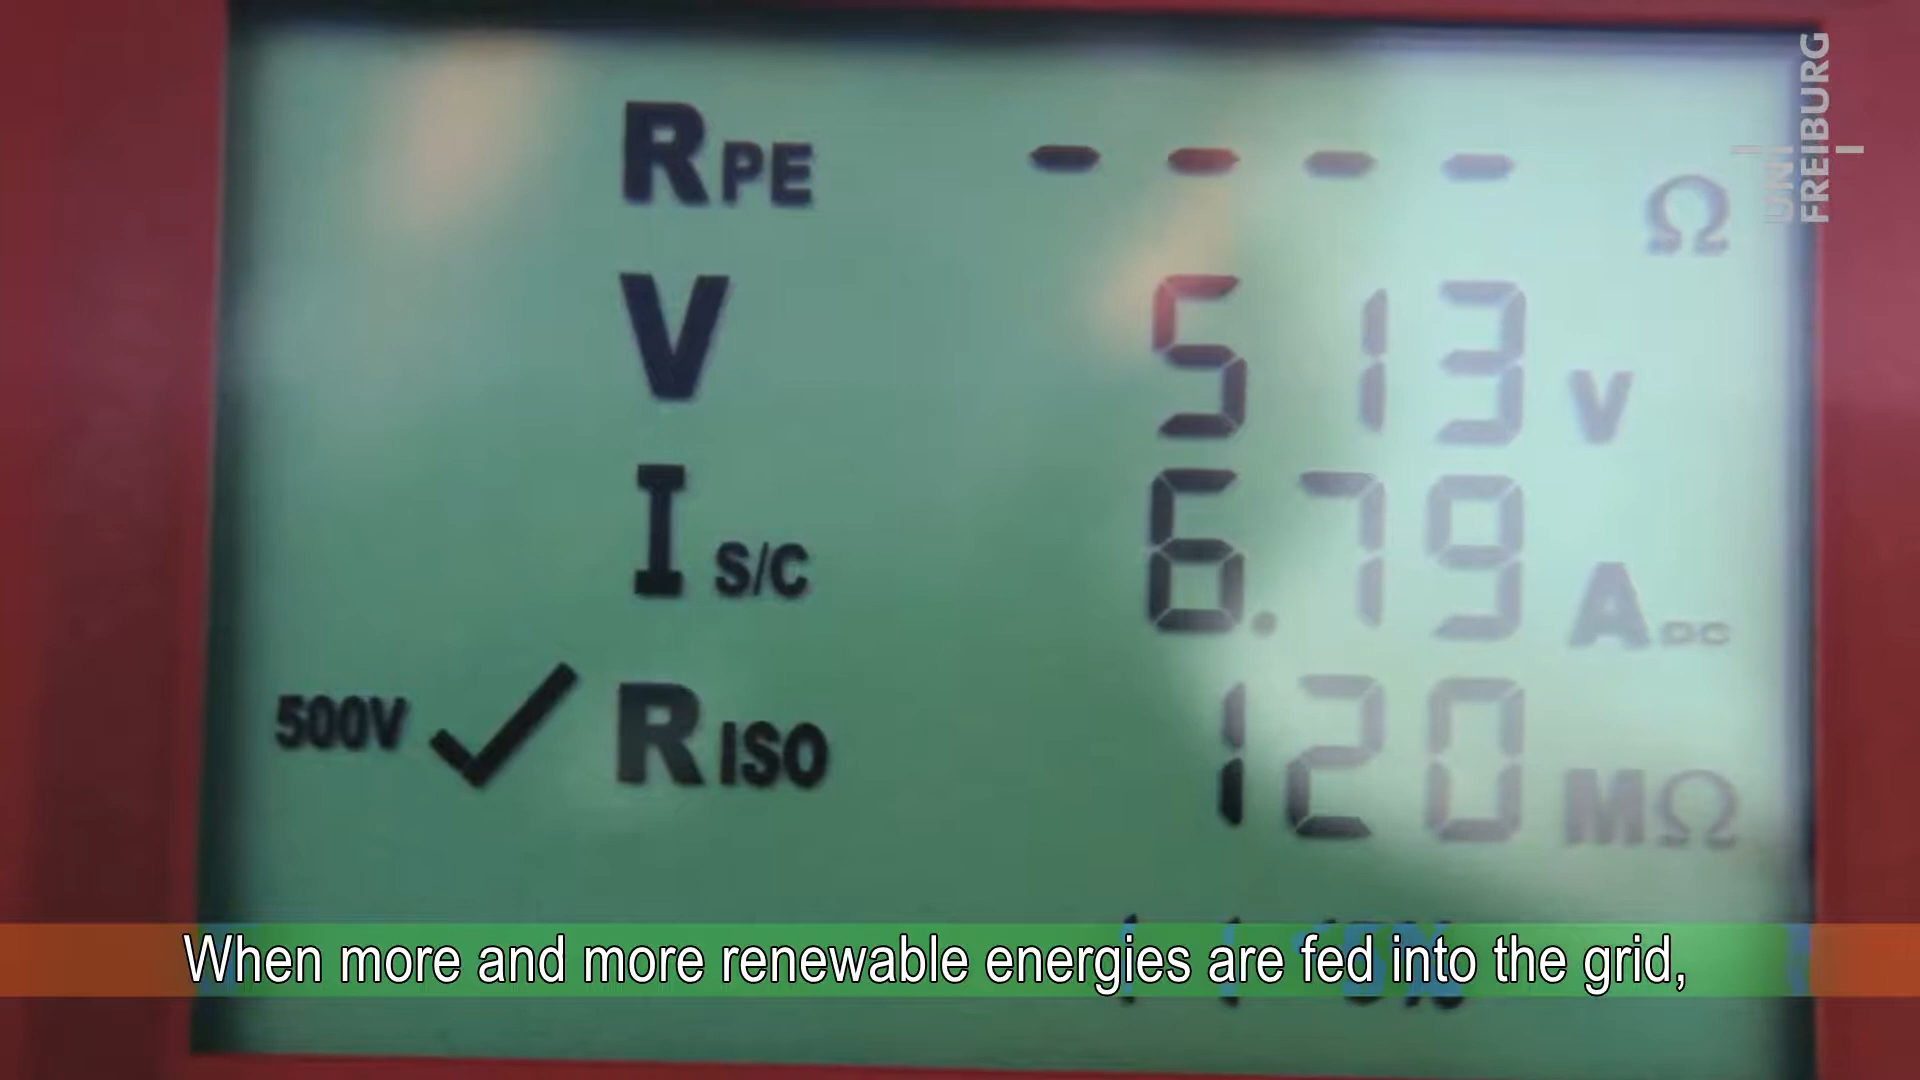 RPE - - - - Ω
V 513 V
I S/C 6.79 A DC
500V ✓ RISO 120 MΩ
When more and more renewable energies are fed into the grid,
UNI
FREIBURG